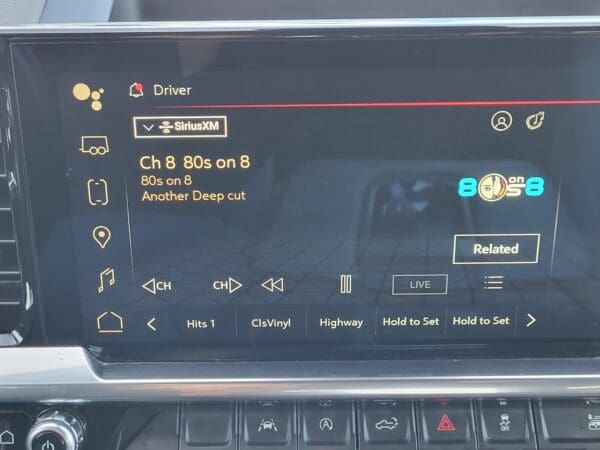 Driver
SiriusXM
Ch 8 80s on 8
80s on 8
Another Deep cut
8 on 8
Related
CH CH LIVE
Hits 1 ClsVinyl Highway Hold to Set Hold to Set
A